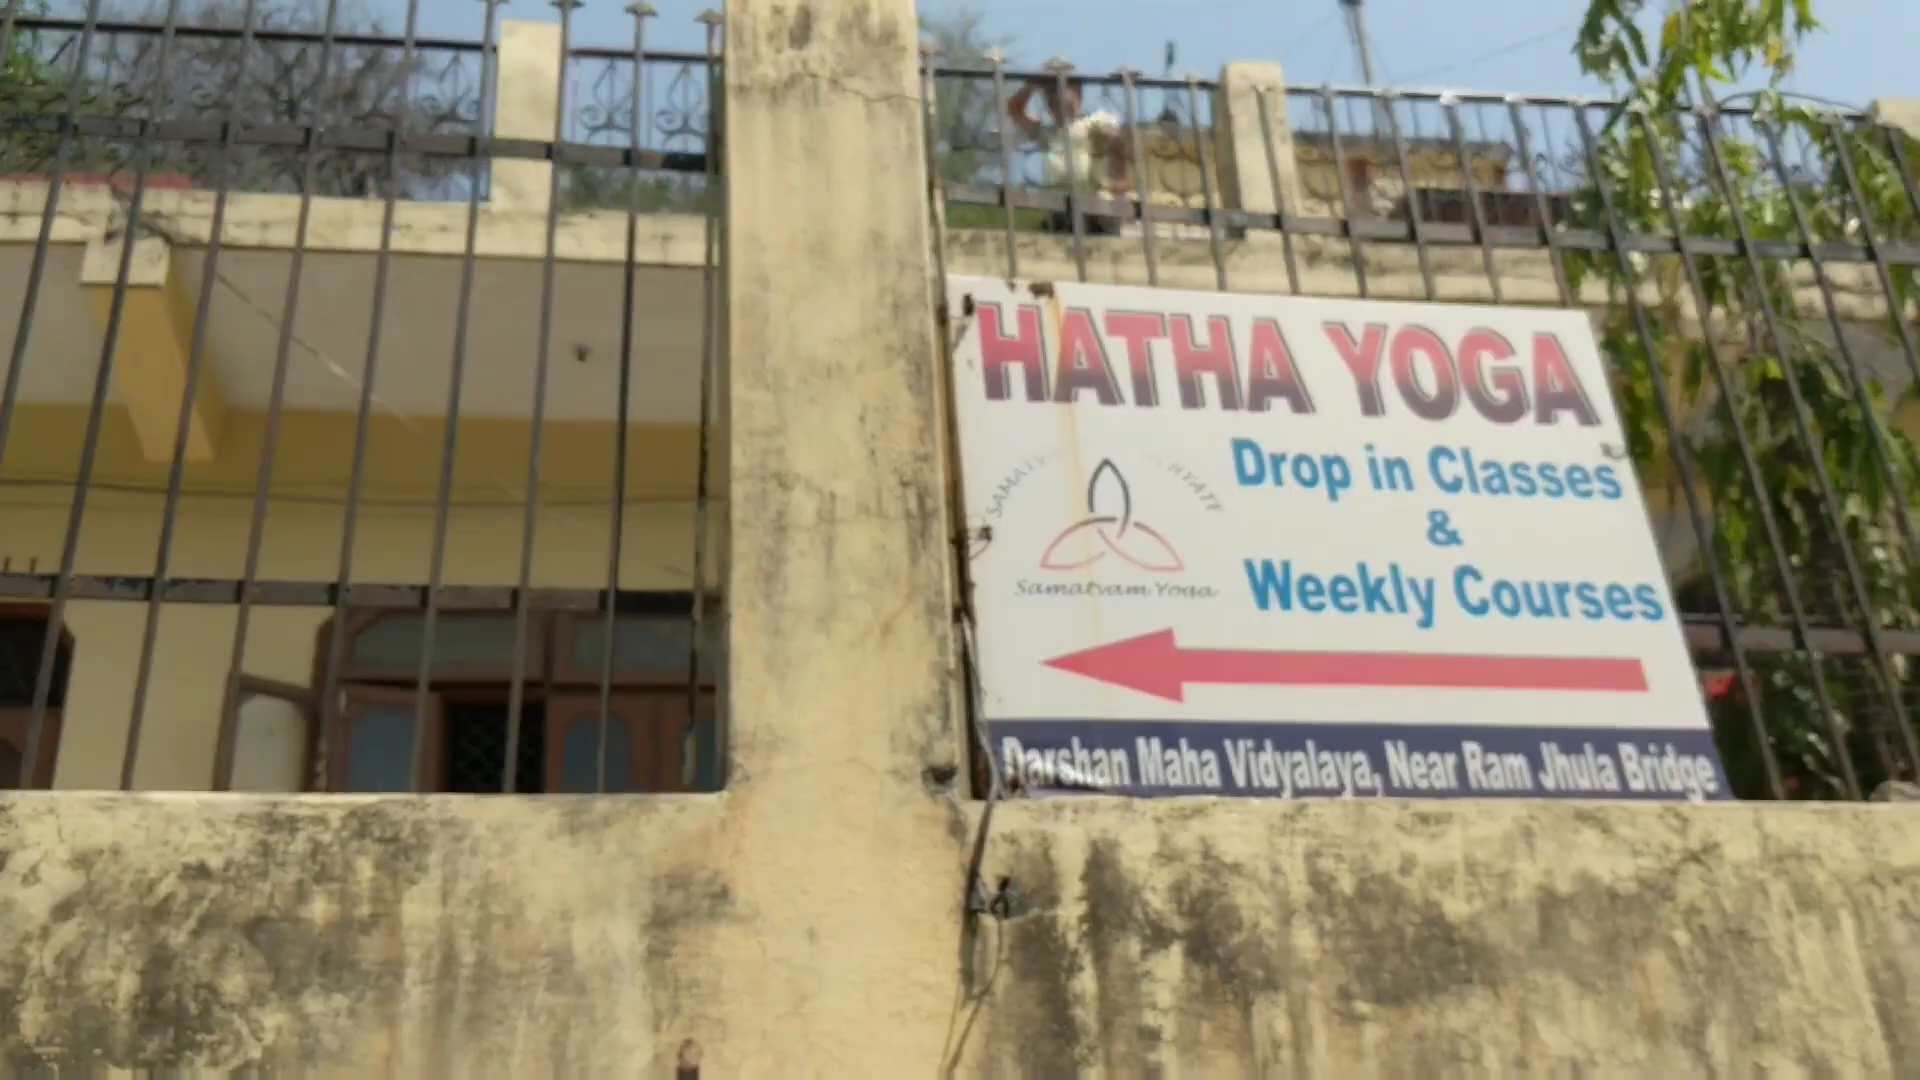 HATHA YOGA
Drop in Classes
&
Weekly Courses
Samatvam Yoga
Darshan Maha Vidyalaya, Near Ram Jhula Bridge